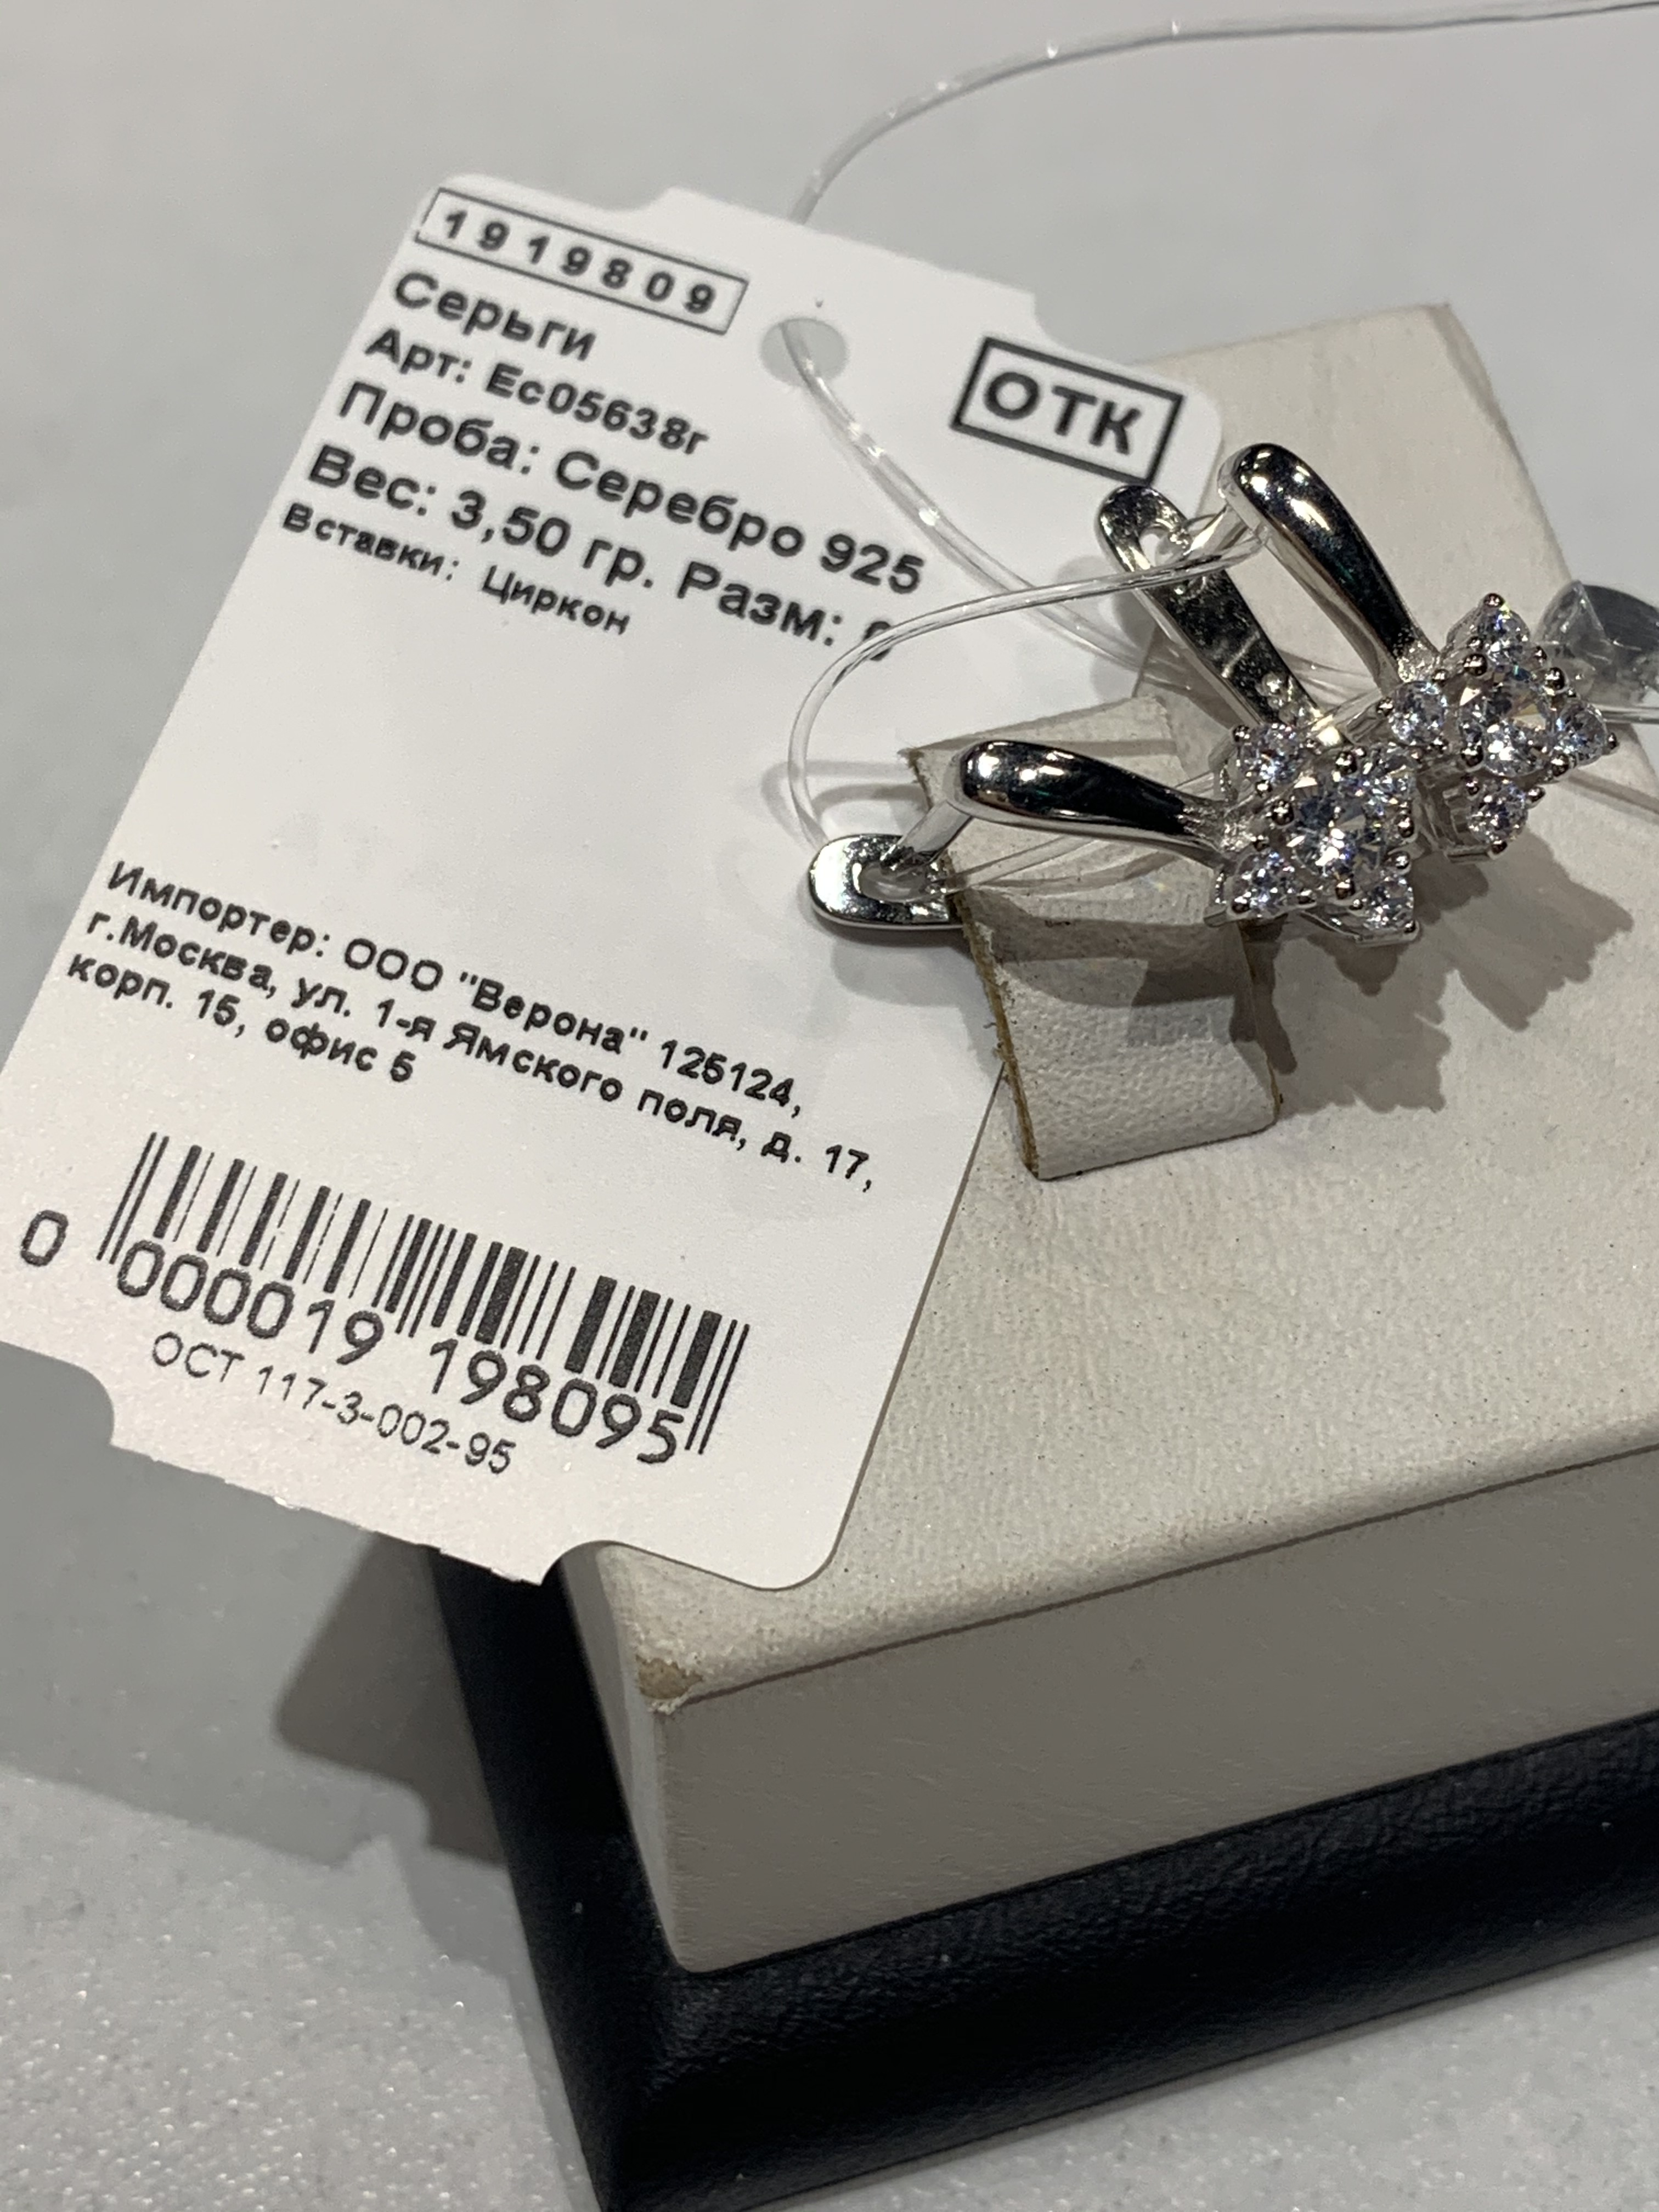 1919809
Серьги
ОТК
Арт: Ес05638г
Проба: Серебро 925
Вес: 3,50 гр. Разм:
Вставки: Циркон
Импортер: ООО "Верона" 125124,
г.Москва, ул. 1-я Ямского поля, д. 17,
корп. 15, офис 5
0 000019 198095
ОСТ 117-3-002-95